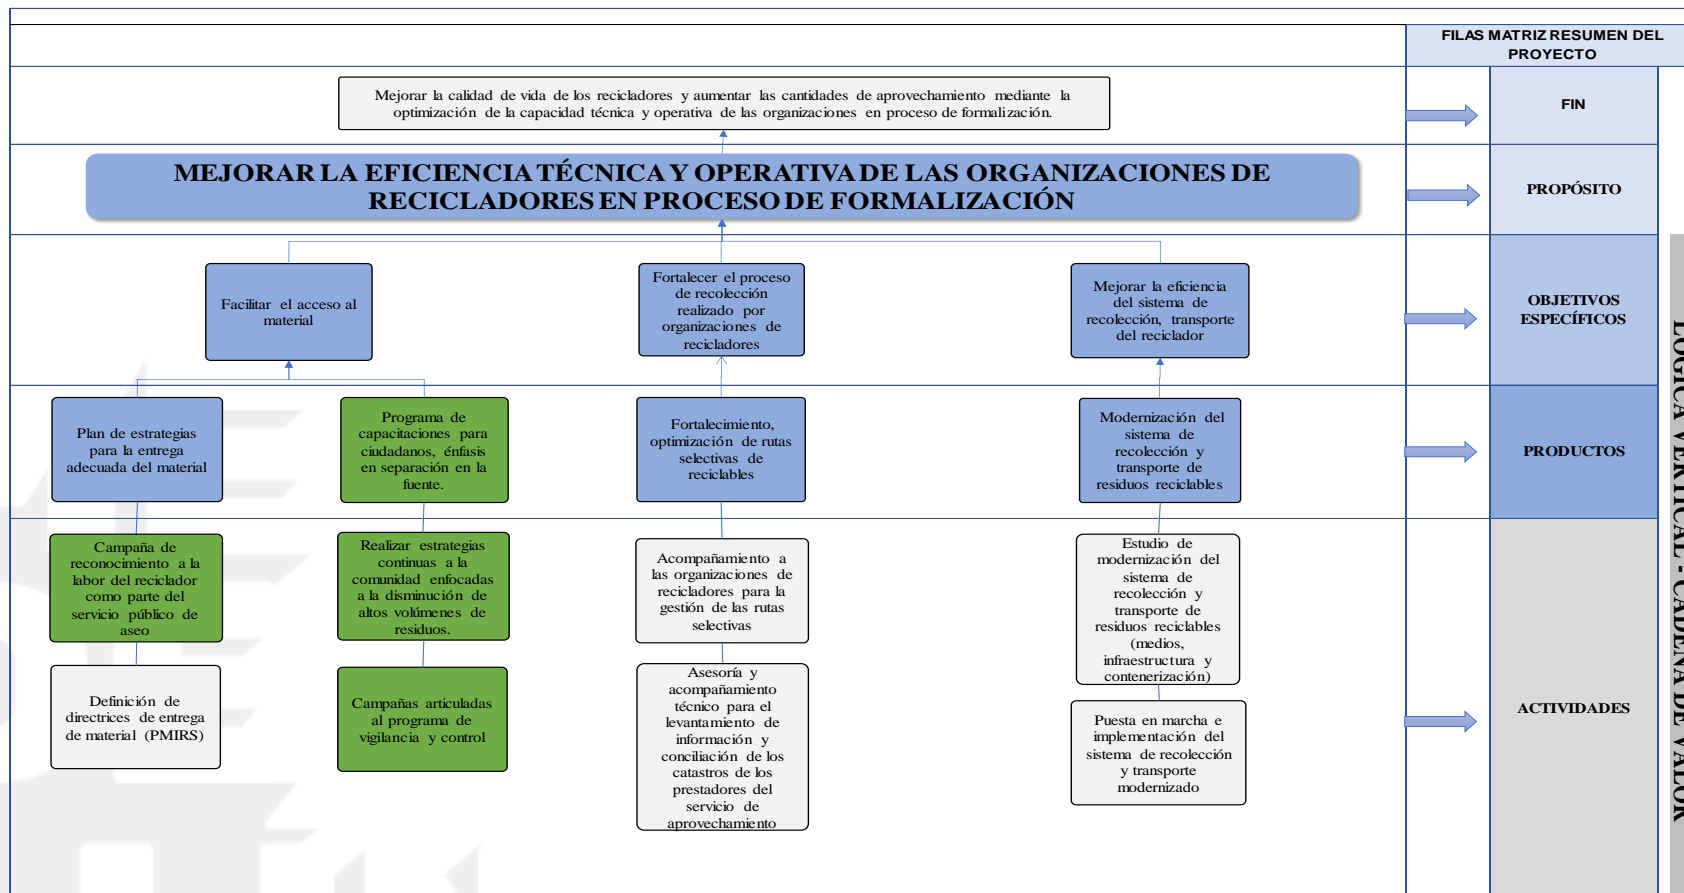 FILAS MATRIZ RESUMEN DEL
PROYECTO
Mejorar la calidad de vida de los recicladores y aumentar las cantidades de aprovechamiento mediante la
optimización de la capacidad técnica y operativa de las organizaciones en proceso de formalización.
FIN
MEJORAR LA EFICIENCIA TÉCNICA Y OPERATIVA DE LAS ORGANIZACIONES DE
RECICLADORES EN PROCESO DE FORMALIZACIÓN
PROPÓSITO
Facilitar el acceso al
material
Fortalecer el proceso
de recolección
realizado por
organizaciones de
recicladores
Mejorar la eficiencia
del sistema de
recolección, transporte
del reciclador
OBJETIVOS
ESPECÍFICOS
Plan de estrategias
para la entrega
adecuada del material
Programa de
capacitaciones para
ciudadanos, énfasis
en separación en la
fuente.
Fortalecimiento,
optimización de rutas
selectivas de
reciclables
Modernización del
sistema de
recolección y
transporte de
residuos reciclables
PRODUCTOS
Campaña de
reconocimiento a la
labor del reciclador
como parte del
servicio público de
aseo
Realizar estrategias
continuas a la
comunidad enfocadas
a la disminución de
altos volúmenes de
residuos.
Acompañamiento a
las organizaciones de
recicladores para la
gestión de las rutas
selectivas
Estudio de
modernización del
sistema de
recolección y
transporte de
residuos reciclables
(medios,
infraestructura y
contenerización)
Definición de
directrices de entrega
de material (PMIRS)
Campañas articuladas
al programa de
vigilancia y control
Asesoría y
acompañamiento
técnico para el
levantamiento de
información y
conciliación de los
catastros de los
prestadores del
servicio de
aprovechamiento
Puesta en marcha e
implementación del
sistema de recolección
y transporte
modernizado
ACTIVIDADES
LÓGICA VERTICAL - CADENA DE VALOR